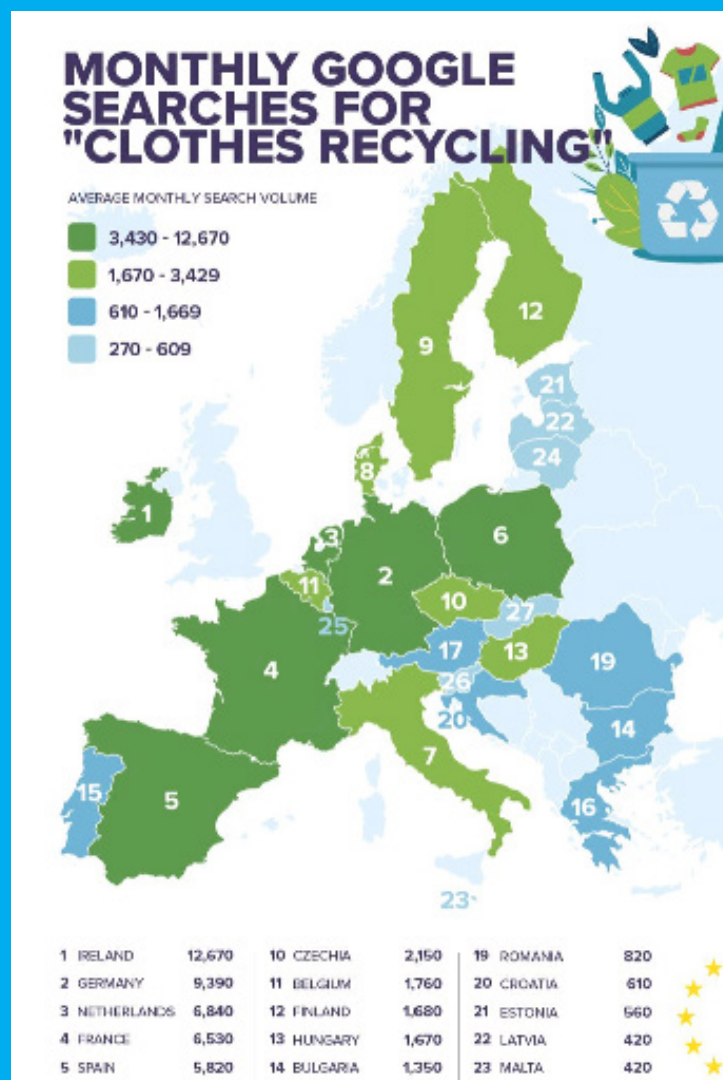 MONTHLY GOOGLE
SEARCHES FOR
"CLOTHES RECYCLING"
AVERAGE MONTHLY SEARCH VOLUME
3,430 - 12,670
1,670 - 3,429
610 - 1,669
270 - 609
12
9
21
22
24
8
1
3
6
2
11
10
27
25
17
13
19
4
26
20
14
7
15
5
16
23
1 IRELAND 12,670
2 GERMANY 9,390
3 NETHERLANDS 6,840
4 FRANCE 6,530
5 SPAIN 5,820
10 CZECHIA 2,150
11 BELGIUM 1,760
12 FINLAND 1,680
13 HUNGARY 1,670
14 BULGARIA 1,350
19 ROMANIA 820
20 CROATIA 610
21 ESTONIA 560
22 LATVIA 420
23 MALTA 420